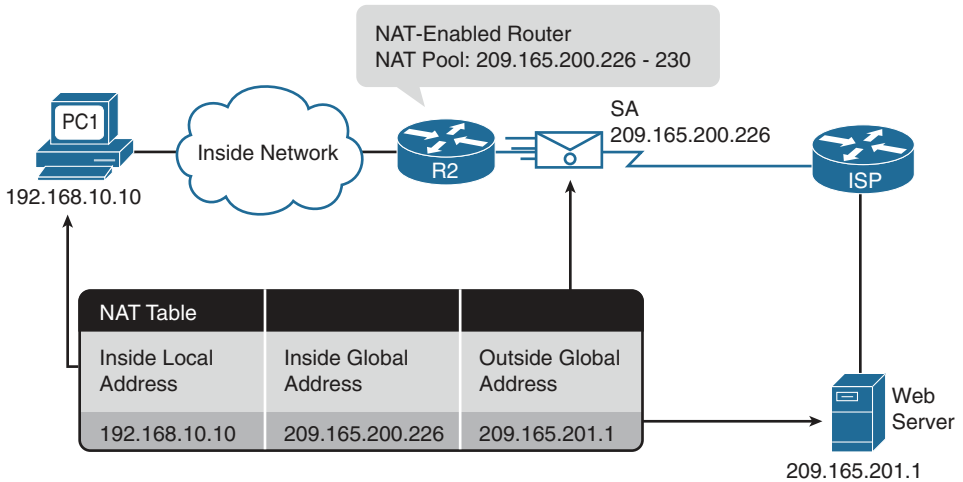 NAT-Enabled Router
NAT Pool: 209.165.200.226 - 230
PC1
Inside Network
R2
SA
209.165.200.226
ISP
192.168.10.10
NAT Table
Inside Local
Address
Inside Global
Address
Outside Global
Address
192.168.10.10
209.165.200.226
209.165.201.1
Web
Server
209.165.201.1